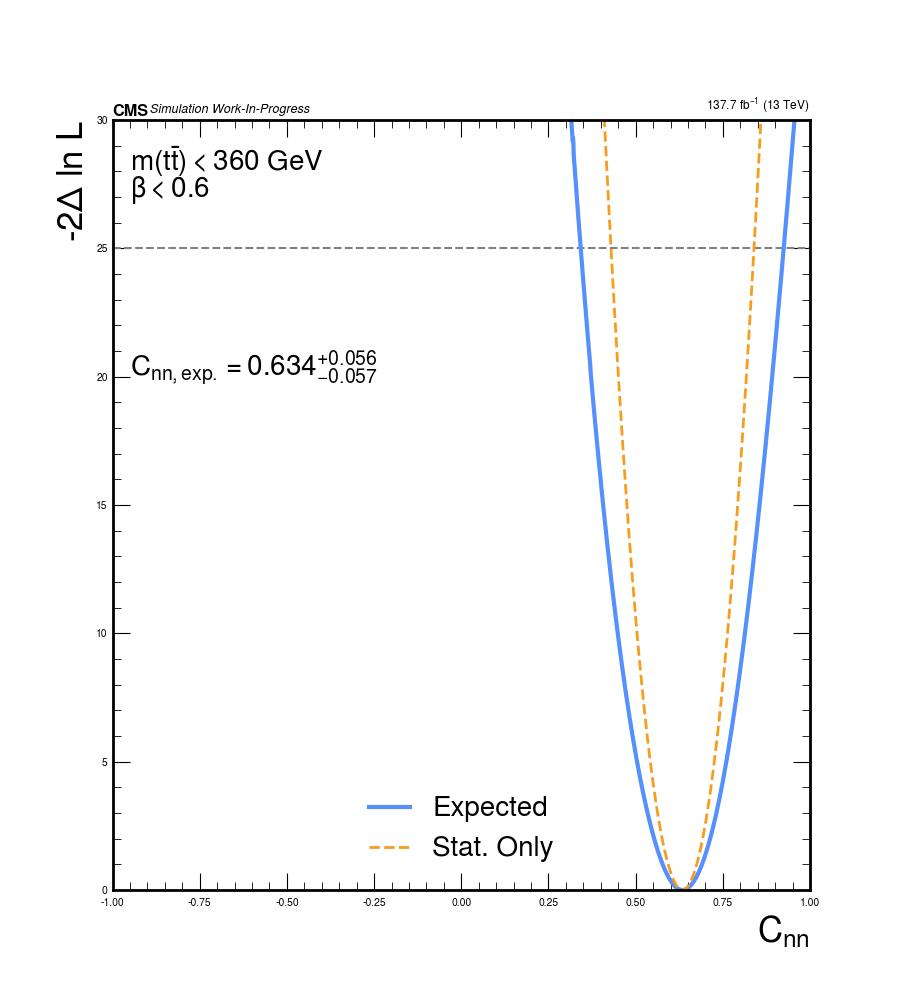 CMS Simulation Work-In-Progress 137.7 fb⁻¹ (13 TeV)
-2Δ ln L
30
m(tt̄) < 360 GeV
β < 0.6
25
C_nn, exp. = 0.634 +0.056 −0.057
20
15
10
5
Expected
Stat. Only
0
-1.00 -0.75 -0.50 -0.25 0.00 0.25 0.50 0.75 1.00
C_nn